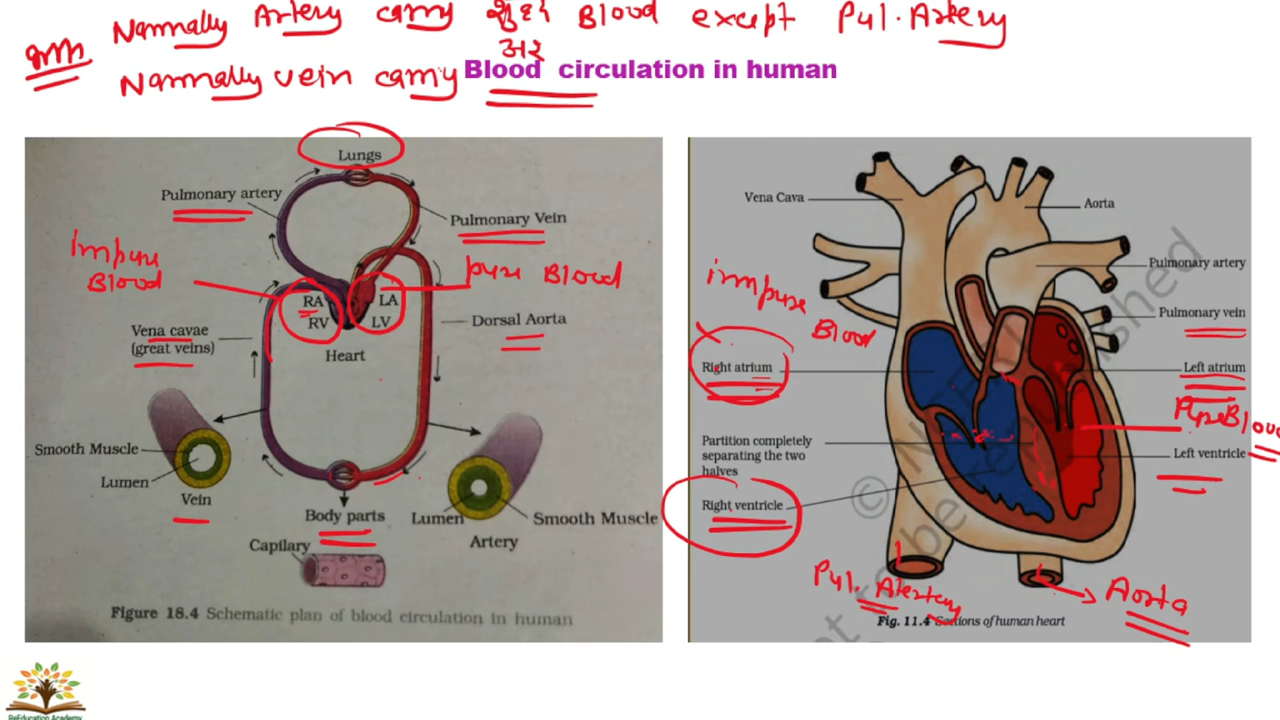 Normally Artery carry शुद्ध Blood except Pul. Artery
Normally vein carry
Blood circulation in human
Lungs
Pulmonary artery
Pulmonary Vein
Impure
Blood
pure Blood
RA
LA
RV
LV
Vena cavae
(great veins)
Heart
Dorsal Aorta
Smooth Muscle
Lumen
Vein
Body parts
Lumen
Smooth Muscle
Artery
Capilary
Figure 18.4 Schematic plan of blood circulation in human
Vena Cava
Aorta
Pulmonary artery
impure
Blood
Pulmonary vein
Right atrium
Left atrium
Pure Blood
Partition completely
separating the two
halves
Left ventricle
Right ventricle
Pul. Atertery
Aorta
Fig. 11.4 Sections of human heart
ReEducation Academy